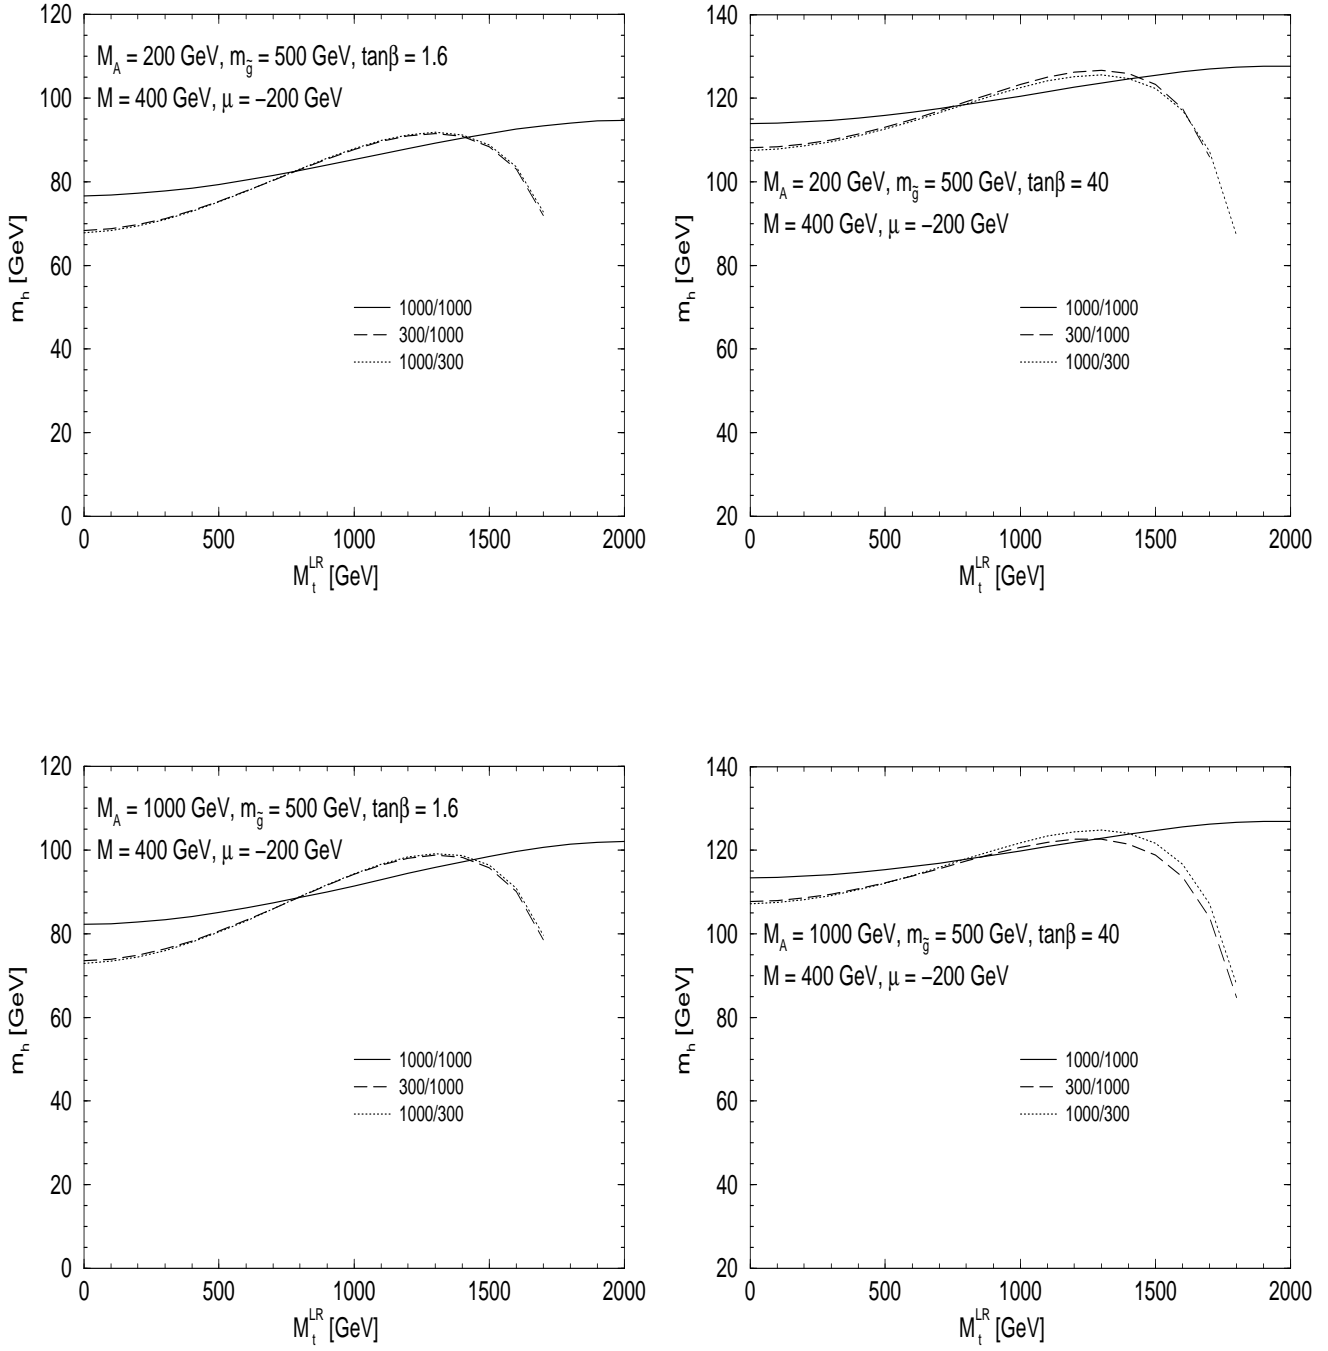 120
100
80
60
40
20
0
m_h [GeV]
M_A = 200 GeV, m_g̃ = 500 GeV, tanβ = 1.6
M = 400 GeV, μ = −200 GeV
1000/1000
300/1000
1000/300
0 500 1000 1500 2000
M_t^LR [GeV]
140
120
100
80
60
40
20
m_h [GeV]
M_A = 200 GeV, m_g̃ = 500 GeV, tanβ = 40
M = 400 GeV, μ = −200 GeV
1000/1000
300/1000
1000/300
0 500 1000 1500 2000
M_t^LR [GeV]
120
100
80
60
40
20
0
m_h [GeV]
M_A = 1000 GeV, m_g̃ = 500 GeV, tanβ = 1.6
M = 400 GeV, μ = −200 GeV
1000/1000
300/1000
1000/300
0 500 1000 1500 2000
M_t^LR [GeV]
140
120
100
80
60
40
20
m_h [GeV]
M_A = 1000 GeV, m_g̃ = 500 GeV, tanβ = 40
M = 400 GeV, μ = −200 GeV
1000/1000
300/1000
1000/300
0 500 1000 1500 2000
M_t^LR [GeV]